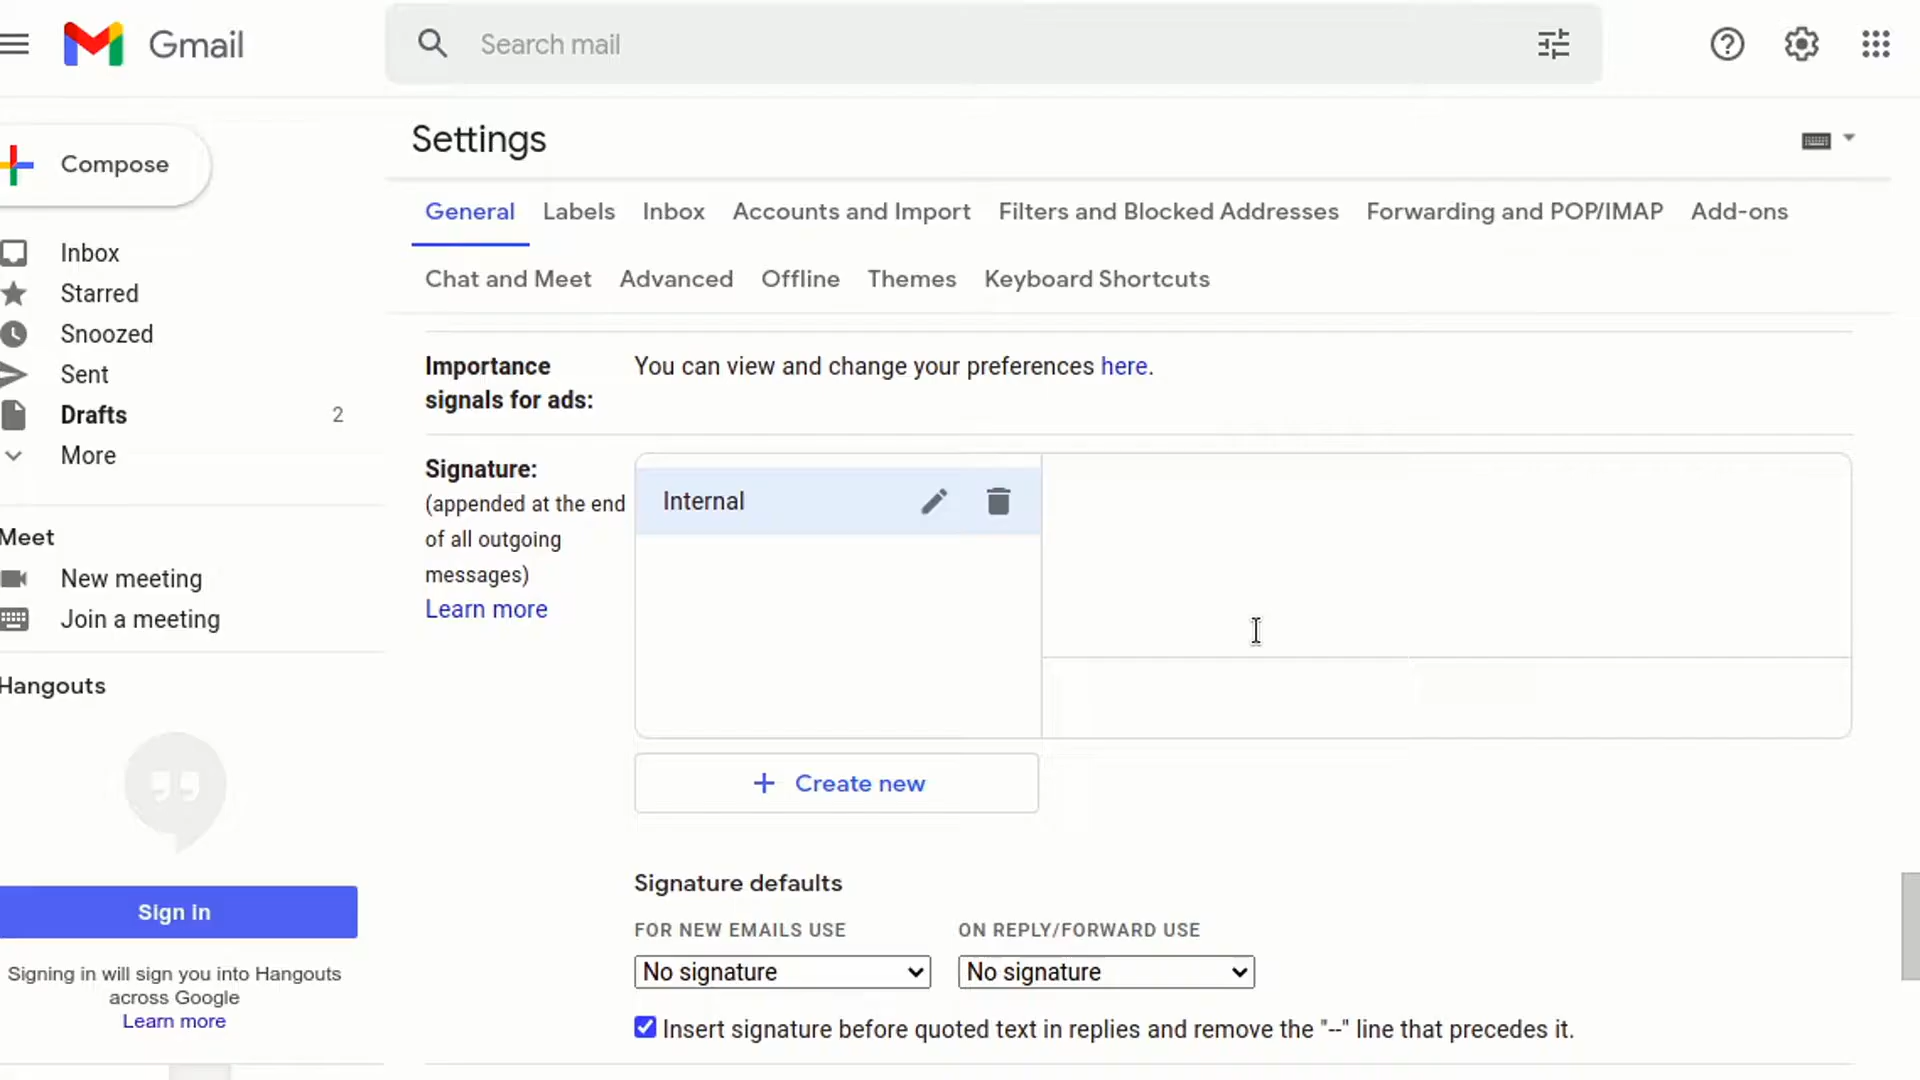 Gmail
Search mail
Compose
Inbox
Starred
Snoozed
Sent
Drafts 2
More
Meet
New meeting
Join a meeting
Hangouts
Sign in
Signing in will sign you into Hangouts
across Google
Learn more
Settings
General Labels Inbox Accounts and Import Filters and Blocked Addresses Forwarding and POP/IMAP Add-ons
Chat and Meet Advanced Offline Themes Keyboard Shortcuts
Importance
signals for ads:
You can view and change your preferences here.
Signature:
(appended at the end
of all outgoing
messages)
Learn more
Internal
Create new
Signature defaults
FOR NEW EMAILS USE
No signature
ON REPLY/FORWARD USE
No signature
Insert signature before quoted text in replies and remove the "--" line that precedes it.